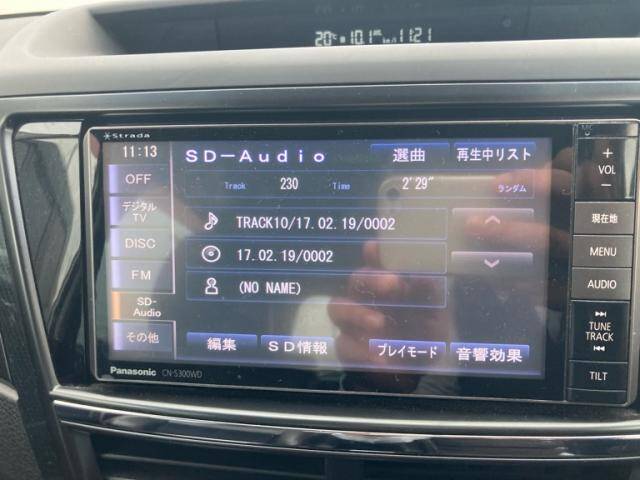 20℃ 10.1 km/L 11:21
Strada
11:13
SD-Audio
選曲
再生中リスト
OFF
Track 230 Time 2'29"
ランダム
デジタル
TV
TRACK10/17.02.19/0002
DISC
17.02.19/0002
FM
(NO NAME)
SD-
Audio
その他
編集
SD情報
プレイモード
音響効果
Panasonic CN-S300WD
MIC
+
VOL
-
現在地
MENU
AUDIO
TUNE
TRACK
TILT